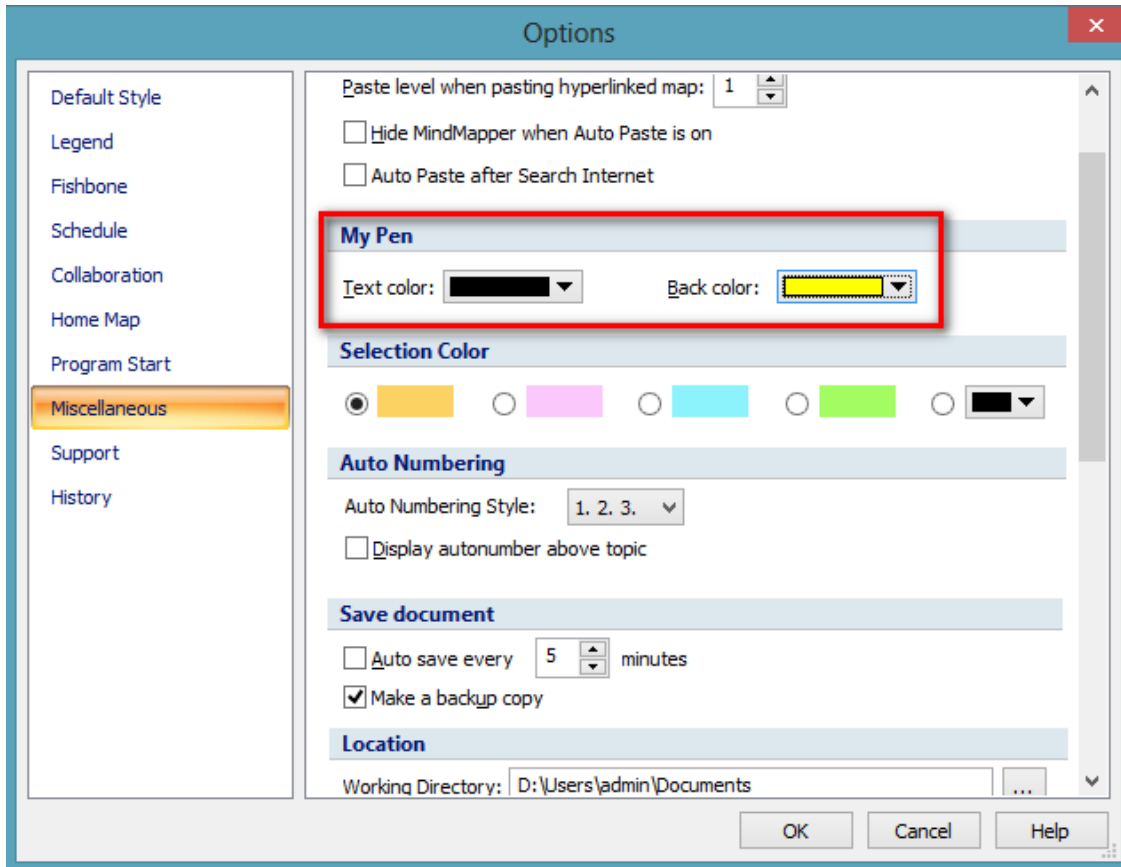 Options
Default Style
Legend
Fishbone
Schedule
Collaboration
Home Map
Program Start
Miscellaneous
Support
History
Paste level when pasting hyperlinked map: 1
Hide MindMapper when Auto Paste is on
Auto Paste after Search Internet
My Pen
Text color: Back color:
Selection Color
Auto Numbering
Auto Numbering Style: 1. 2. 3.
Display autonumber above topic
Save document
Auto save every 5 minutes
Make a backup copy
Location
Working Directory: D:\Users\admin\Documents ...
OK Cancel Help